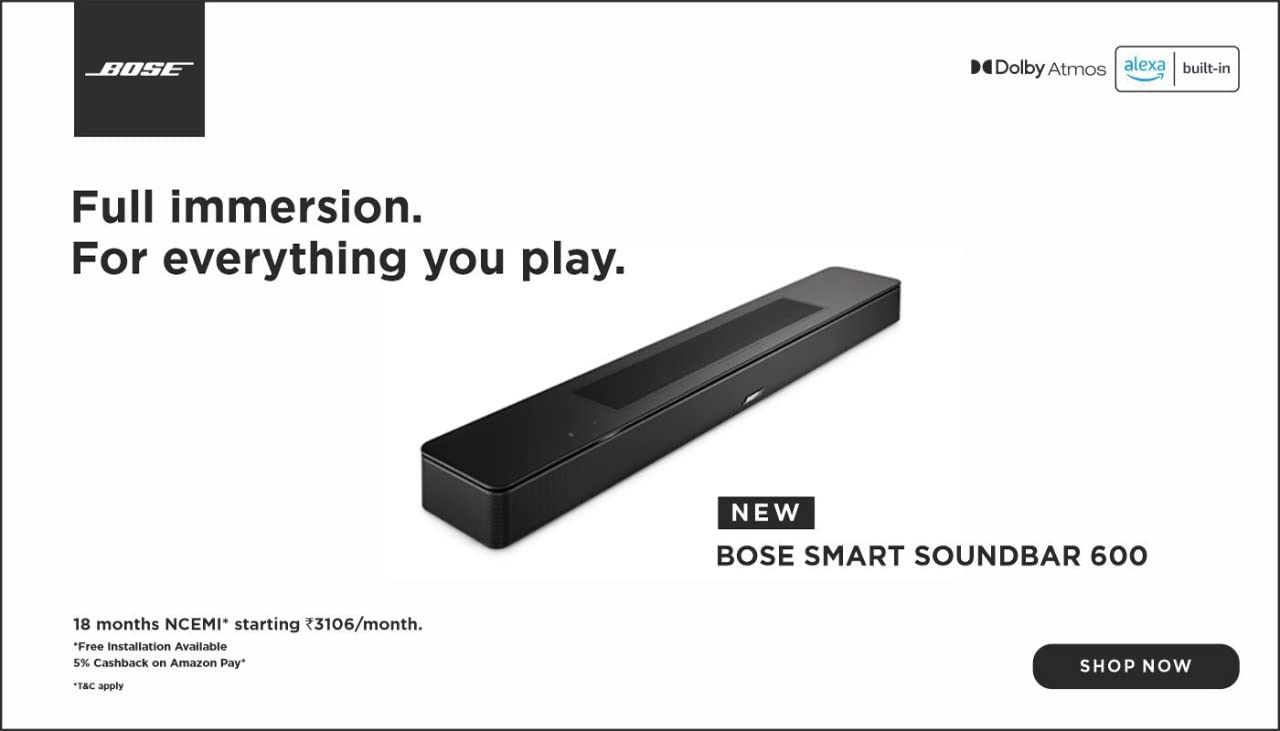 BOSE
Dolby Atmos
alexa built-in
Full immersion.
For everything you play.
NEW
BOSE SMART SOUNDBAR 600
18 months NCEMI* starting ₹3106/month.
*Free Installation Available
5% Cashback on Amazon Pay*
*T&C apply
SHOP NOW